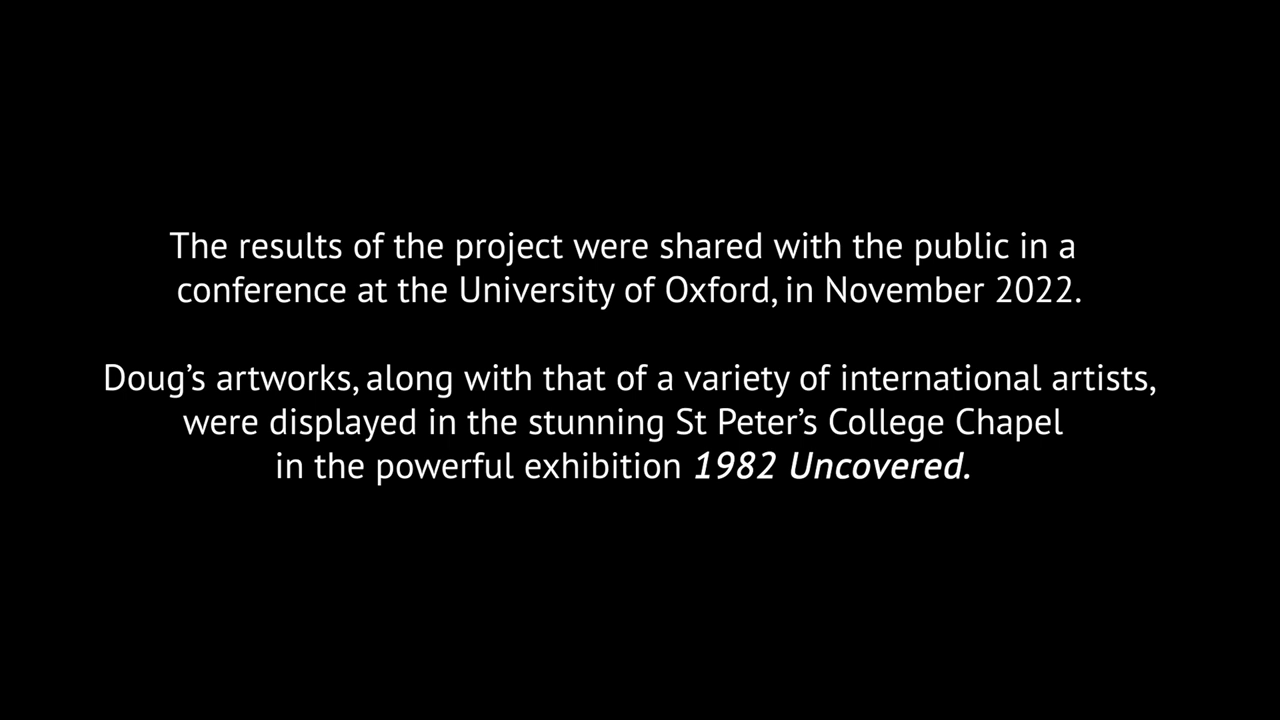 The results of the project were shared with the public in a
conference at the University of Oxford, in November 2022.
Doug’s artworks, along with that of a variety of international artists,
were displayed in the stunning St Peter’s College Chapel
in the powerful exhibition 1982 Uncovered.